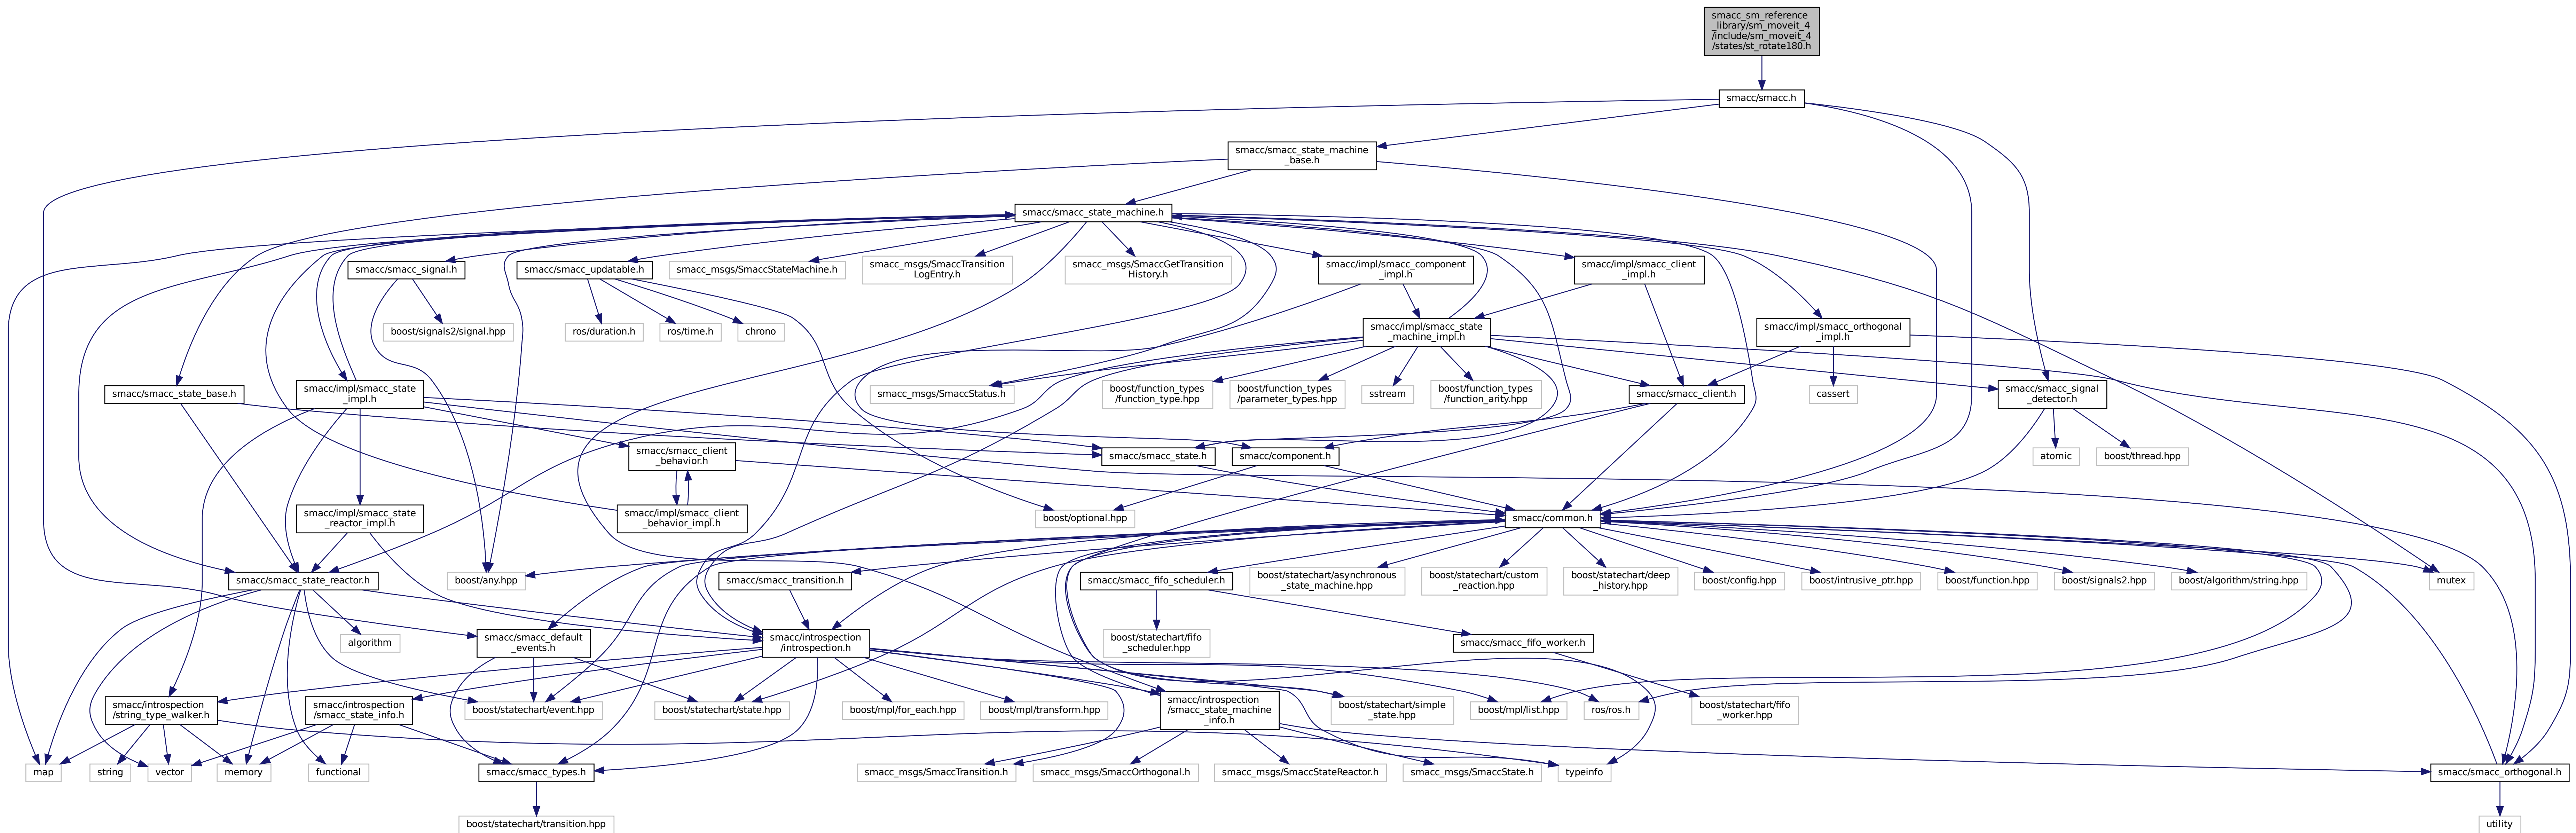 smacc_sm_reference
_library/sm_moveit_4
/include/sm_moveit_4
/states/st_rotate180.h
smacc/smacc.h
smacc/smacc_state_machine
_base.h
smacc/smacc_state_machine.h
smacc/smacc_signal.h
smacc/smacc_updatable.h
smacc_msgs/SmaccStateMachine.h
smacc_msgs/SmaccTransition
LogEntry.h
smacc_msgs/SmaccGetTransition
History.h
smacc/impl/smacc_component
_impl.h
smacc/impl/smacc_client
_impl.h
boost/signals2/signal.hpp
ros/duration.h
ros/time.h
chrono
smacc/impl/smacc_state
_machine_impl.h
smacc/impl/smacc_orthogonal
_impl.h
smacc/smacc_state_base.h
smacc/impl/smacc_state
_impl.h
smacc_msgs/SmaccStatus.h
boost/function_types
/function_type.hpp
boost/function_types
/parameter_types.hpp
sstream
boost/function_types
/function_arity.hpp
smacc/smacc_client.h
cassert
smacc/smacc_signal
_detector.h
smacc/smacc_client
_behavior.h
smacc/smacc_state.h
smacc/component.h
atomic
boost/thread.hpp
smacc/impl/smacc_state
_reactor_impl.h
smacc/impl/smacc_client
_behavior_impl.h
boost/optional.hpp
smacc/common.h
smacc/smacc_state_reactor.h
boost/any.hpp
smacc/smacc_transition.h
smacc/smacc_fifo_scheduler.h
boost/statechart/asynchronous
_state_machine.hpp
boost/statechart/custom
_reaction.hpp
boost/statechart/deep
_history.hpp
boost/config.hpp
boost/intrusive_ptr.hpp
boost/function.hpp
boost/signals2.hpp
boost/algorithm/string.hpp
mutex
algorithm
smacc/smacc_default
_events.h
smacc/introspection
/introspection.h
boost/statechart/fifo
_scheduler.hpp
smacc/smacc_fifo_worker.h
smacc/introspection
/string_type_walker.h
smacc/introspection
/smacc_state_info.h
boost/statechart/event.hpp
boost/statechart/state.hpp
boost/mpl/for_each.hpp
boost/mpl/transform.hpp
smacc/introspection
/smacc_state_machine
_info.h
boost/statechart/simple
_state.hpp
boost/mpl/list.hpp
ros/ros.h
boost/statechart/fifo
_worker.hpp
map
string
vector
memory
functional
smacc/smacc_types.h
smacc_msgs/SmaccTransition.h
smacc_msgs/SmaccOrthogonal.h
smacc_msgs/SmaccStateReactor.h
smacc_msgs/SmaccState.h
typeinfo
smacc/smacc_orthogonal.h
boost/statechart/transition.hpp
utility